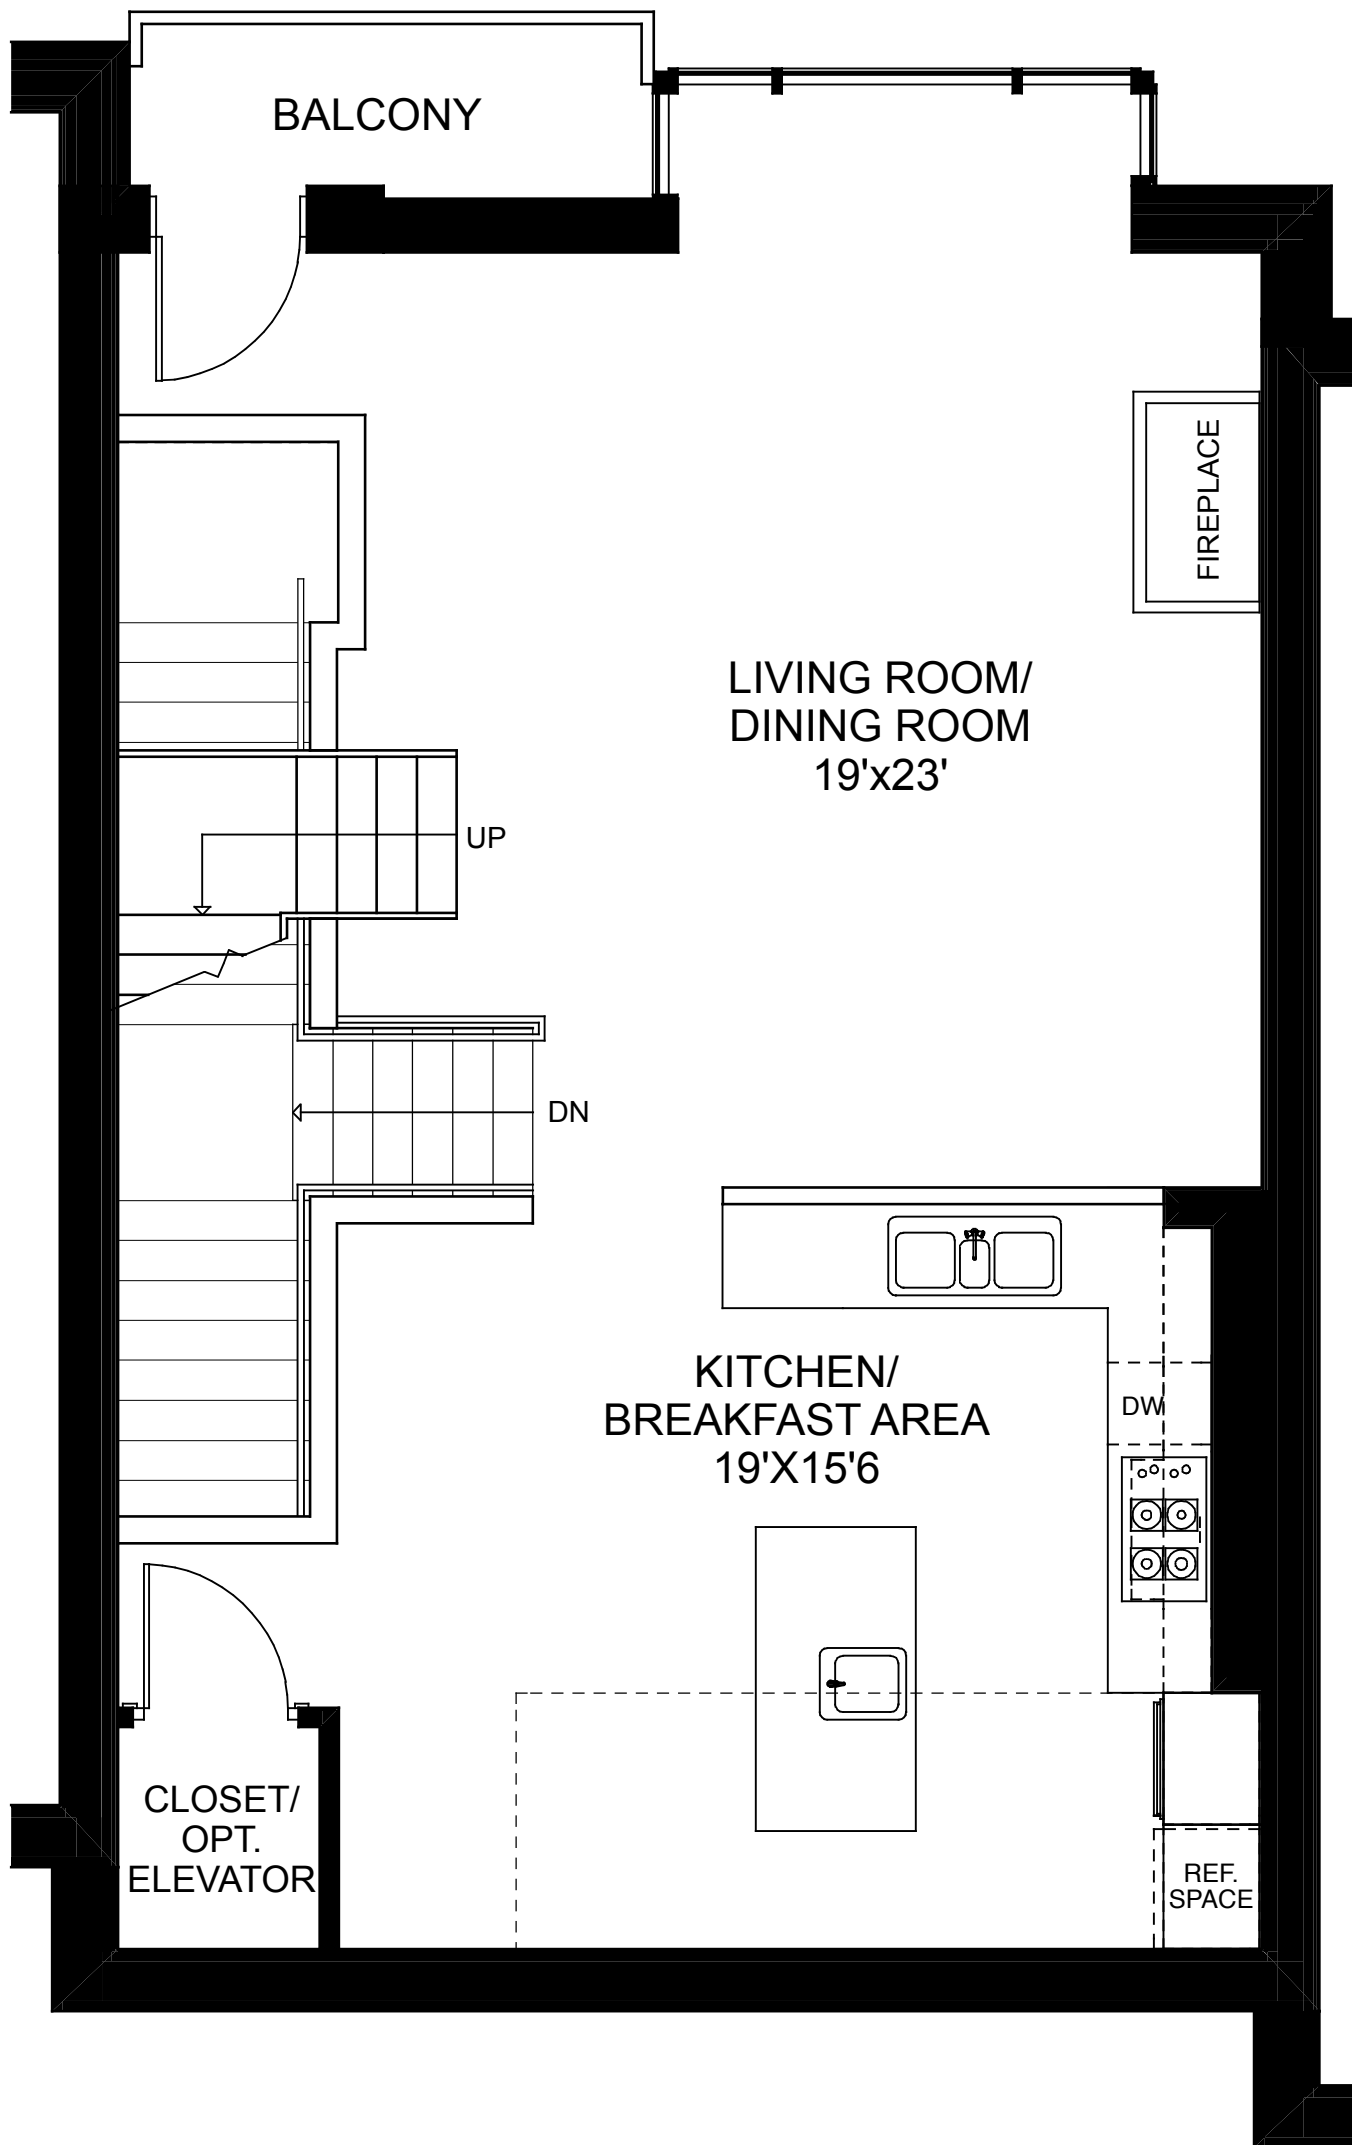 BALCONY
FIREPLACE
LIVING ROOM/
DINING ROOM
19'x23'
UP
DN
KITCHEN/
BREAKFAST AREA
19'X15'6
DW
CLOSET/
OPT.
ELEVATOR
REF.
SPACE